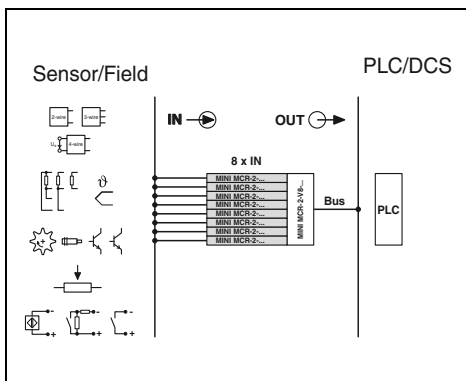 Sensor/Field
PLC/DCS
2-wire
3-wire
4-wire
IN
OUT
8 x IN
MINI MCR-2-...
MINI MCR-2-...
MINI MCR-2-...
MINI MCR-2-...
MINI MCR-2-...
MINI MCR-2-...
MINI MCR-2-...
MINI MCR-2-...
MINI MCR-2-V8-...
Bus
PLC
ϑ
-
+
-
+
-
+